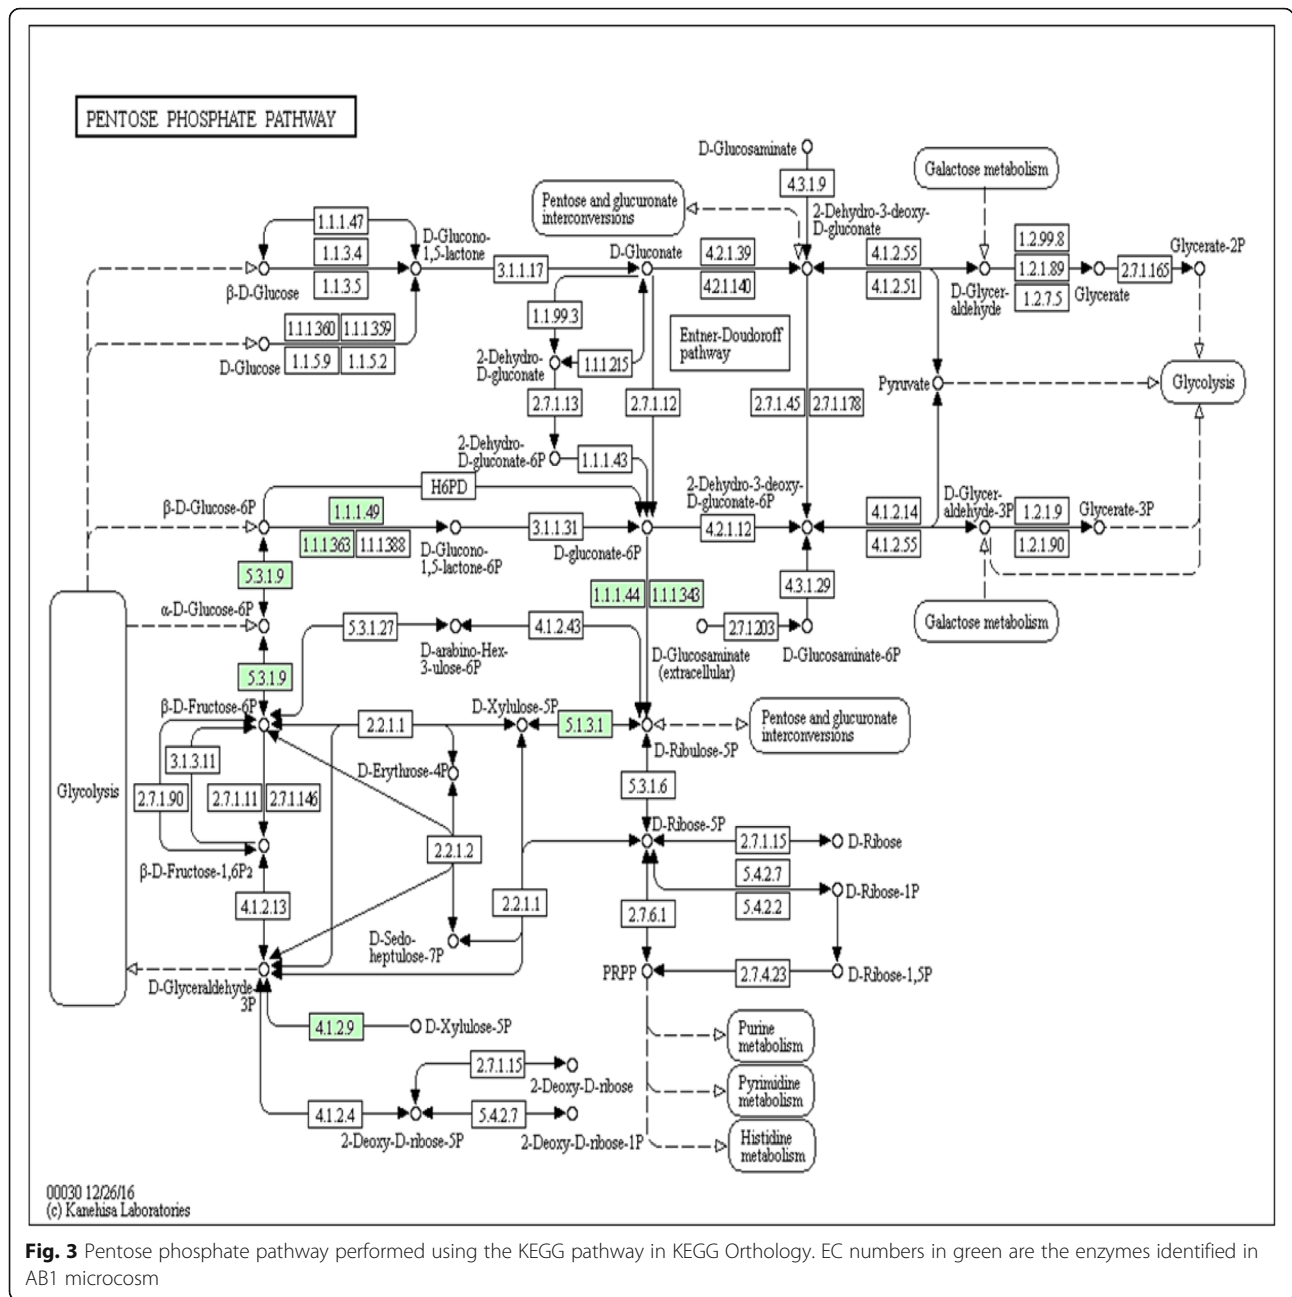 PENTOSE PHOSPHATE PATHWAY
D-Glucosaminate
4.3.1.9
Galactose metabolism
Pentose and glucuronate
interconversions
2-Dehydro-3-deoxy-
D-gluconate
1.1.1.47
D-Glucono-
1,5-lactone
1.1.3.4
1.1.3.5
β-D-Glucose
3.1.1.17
D-Gluconate
4.2.1.39
4.2.1.140
4.1.2.55
4.1.2.51
1.2.99.8
1.2.1.89
1.2.7.5
D-Glycer-
aldehyde
Glycerate
2.7.1.165
Glycerate-2P
1.1.1.360
1.1.1.359
1.1.5.9
1.1.5.2
D-Glucose
1.1.99.3
2-Dehydro-
D-gluconate
1.1.1.215
Entner-Doudoroff
pathway
2.7.1.13
2.7.1.12
2.7.1.45
2.7.1.178
Pyruvate
Glycolysis
2-Dehydro-
D-gluconate-6P
1.1.1.43
H6PD
β-D-Glucose-6P
1.1.1.49
1.1.1.363
1.1.1.388
D-Glucono-
1,5-lactone-6P
3.1.1.31
D-gluconate-6P
2-Dehydro-3-deoxy-
D-gluconate-6P
4.2.1.12
4.1.2.14
4.1.2.55
D-Glycer-
aldehyde-3P
1.2.1.9
1.2.1.90
Glycerate-3P
5.3.1.9
1.1.1.44
1.1.1.343
4.3.1.29
α-D-Glucose-6P
5.3.1.27
D-arabino-Hex-
3-ulose-6P
4.1.2.43
D-Glucosaminate
(extracellular)
2.7.1.203
D-Glucosaminate-6P
Galactose metabolism
5.3.1.9
β-D-Fructose-6P
2.2.1.1
D-Xylulose-5P
5.1.3.1
D-Ribulose-5P
Pentose and glucuronate
interconversions
3.1.3.11
D-Erythrose-4P
Glycolysis
2.7.1.90
2.7.1.11
2.7.1.146
5.3.1.6
D-Ribose-5P
2.2.1.2
2.7.1.15
D-Ribose
β-D-Fructose-1,6P2
5.4.2.7
5.4.2.2
D-Ribose-1P
4.1.2.13
2.2.1.1
2.7.6.1
D-Sedo-
heptulose-7P
PRPP
2.7.4.23
D-Ribose-1,5P
D-Glyceraldehyde-
3P
4.1.2.9
D-Xylulose-5P
Purine
metabolism
2.7.1.15
2-Deoxy-D-ribose
Pyrimidine
metabolism
4.1.2.4
2-Deoxy-D-ribose-5P
5.4.2.7
2-Deoxy-D-ribose-1P
Histidine
metabolism
00030 12/26/16
(c) Kanehisa Laboratories
Fig. 3 Pentose phosphate pathway performed using the KEGG pathway in KEGG Orthology. EC numbers in green are the enzymes identified in
AB1 microcosm